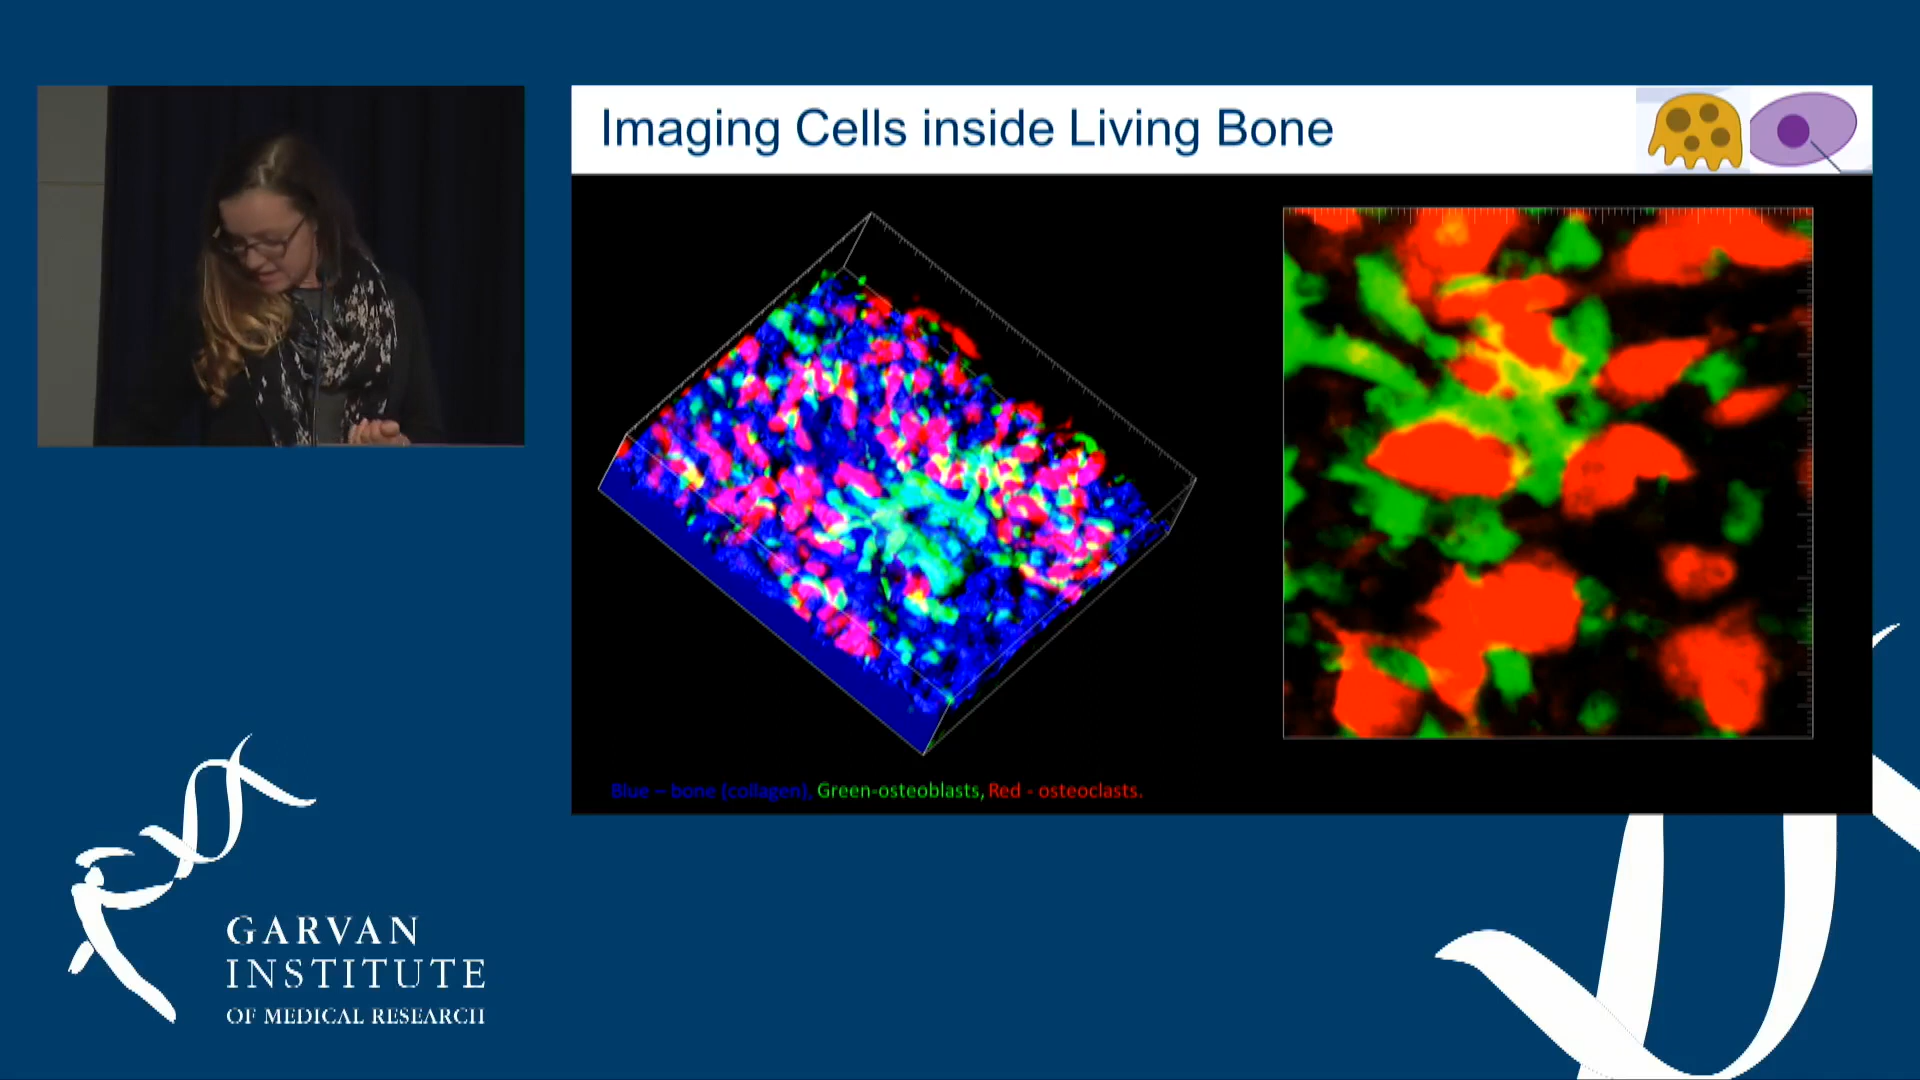 Imaging Cells inside Living Bone
Blue – bone (collagen), Green-osteoblasts, Red - osteoclasts.
GARVAN
INSTITUTE
OF MEDICAL RESEARCH